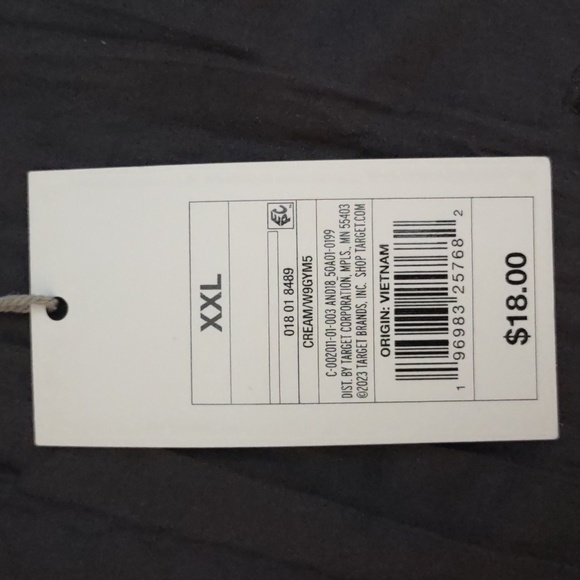 XXL
018 01 8489
CREAM/W9GYM5
C-002011-01-003 AND18 50A01-0199
DIST. BY TARGET CORPORATION, MPLS., MN 55403
©2023 TARGET BRANDS, INC. SHOP TARGET.COM
ORIGIN: VIETNAM
1 96983 25768 2
$18.00